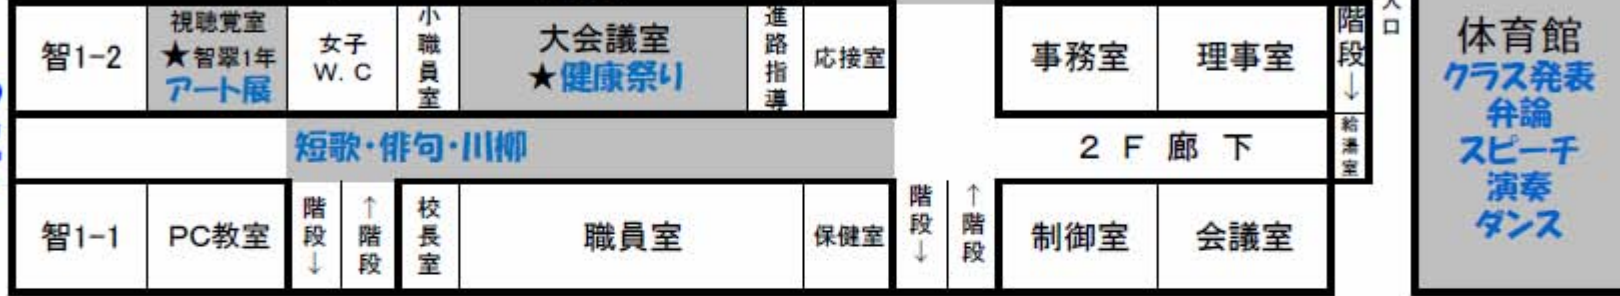 智1-2
視聴覚室
★智翠1年
アート展
女子
W.C
小職員室
大会議室
★健康祭り
進路指導
応接室
事務室
理事室
階段↓
口
体育館
クラス発表
弁論
スピーチ
演奏
ダンス
短歌・俳句・川柳
2F廊下
給湯室
智1-1
PC教室
階段↓
↑階段
校長室
職員室
保健室
階段↓
↑階段
制御室
会議室